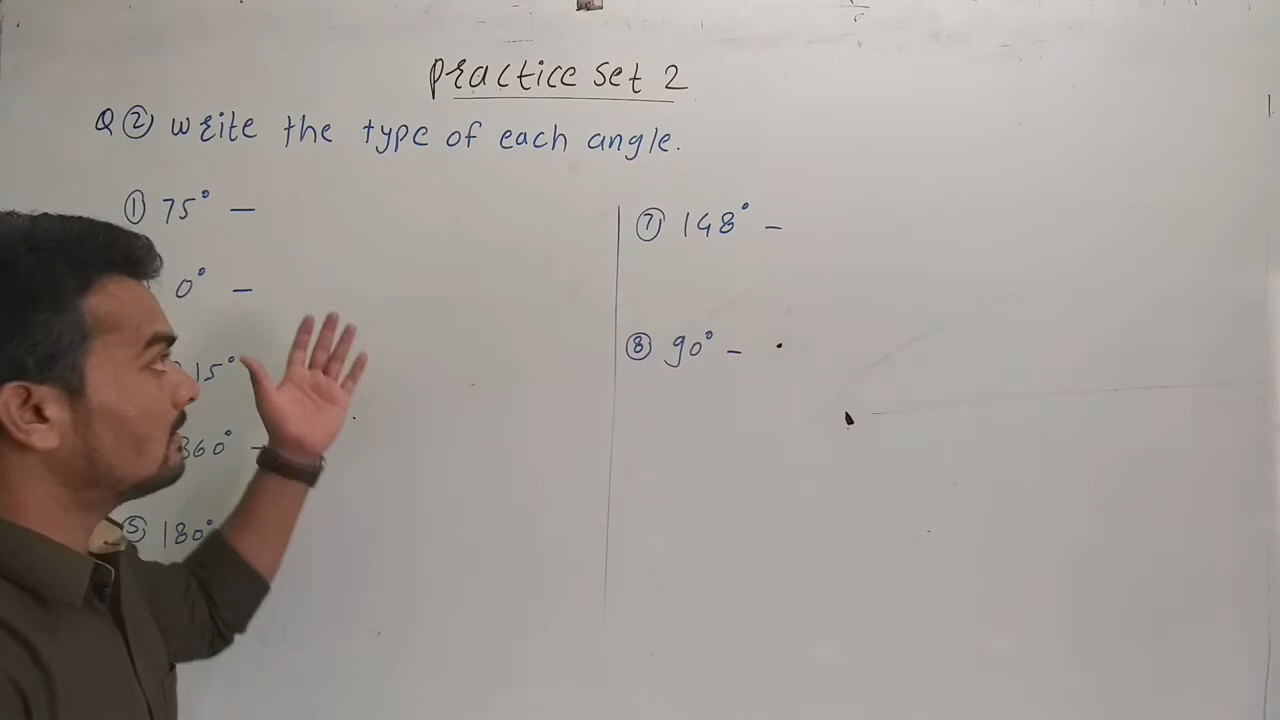 Practice Set 2
Q ② Write the type of each angle.
① 75° –
0° –
15°
360° –
⑤ 180°
⑦ 148° –
⑧ 90° –